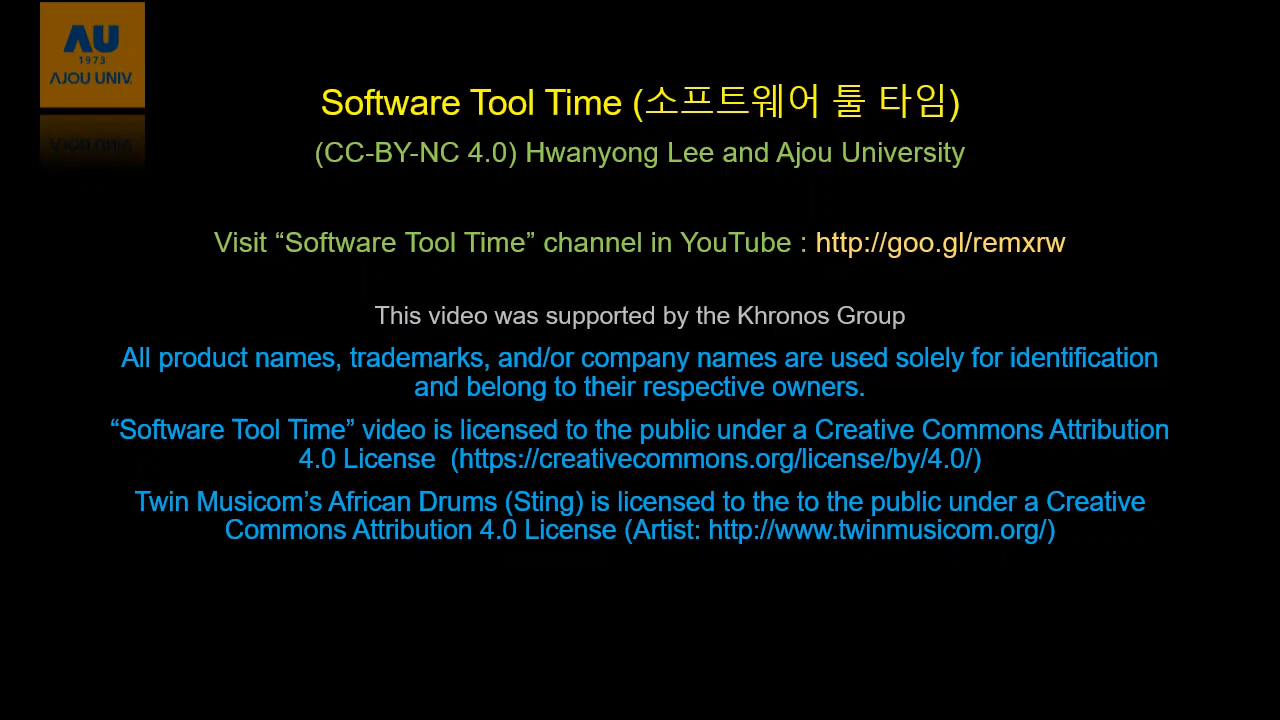 AU
1973
AJOU UNIV.
Software Tool Time (소프트웨어 툴 타임)
(CC-BY-NC 4.0) Hwanyong Lee and Ajou University
Visit “Software Tool Time” channel in YouTube : http://goo.gl/remxrw
This video was supported by the Khronos Group
All product names, trademarks, and/or company names are used solely for identification
and belong to their respective owners.
“Software Tool Time” video is licensed to the public under a Creative Commons Attribution
4.0 License (https://creativecommons.org/license/by/4.0/)
Twin Musicom’s African Drums (Sting) is licensed to the to the public under a Creative
Commons Attribution 4.0 License (Artist: http://www.twinmusicom.org/)